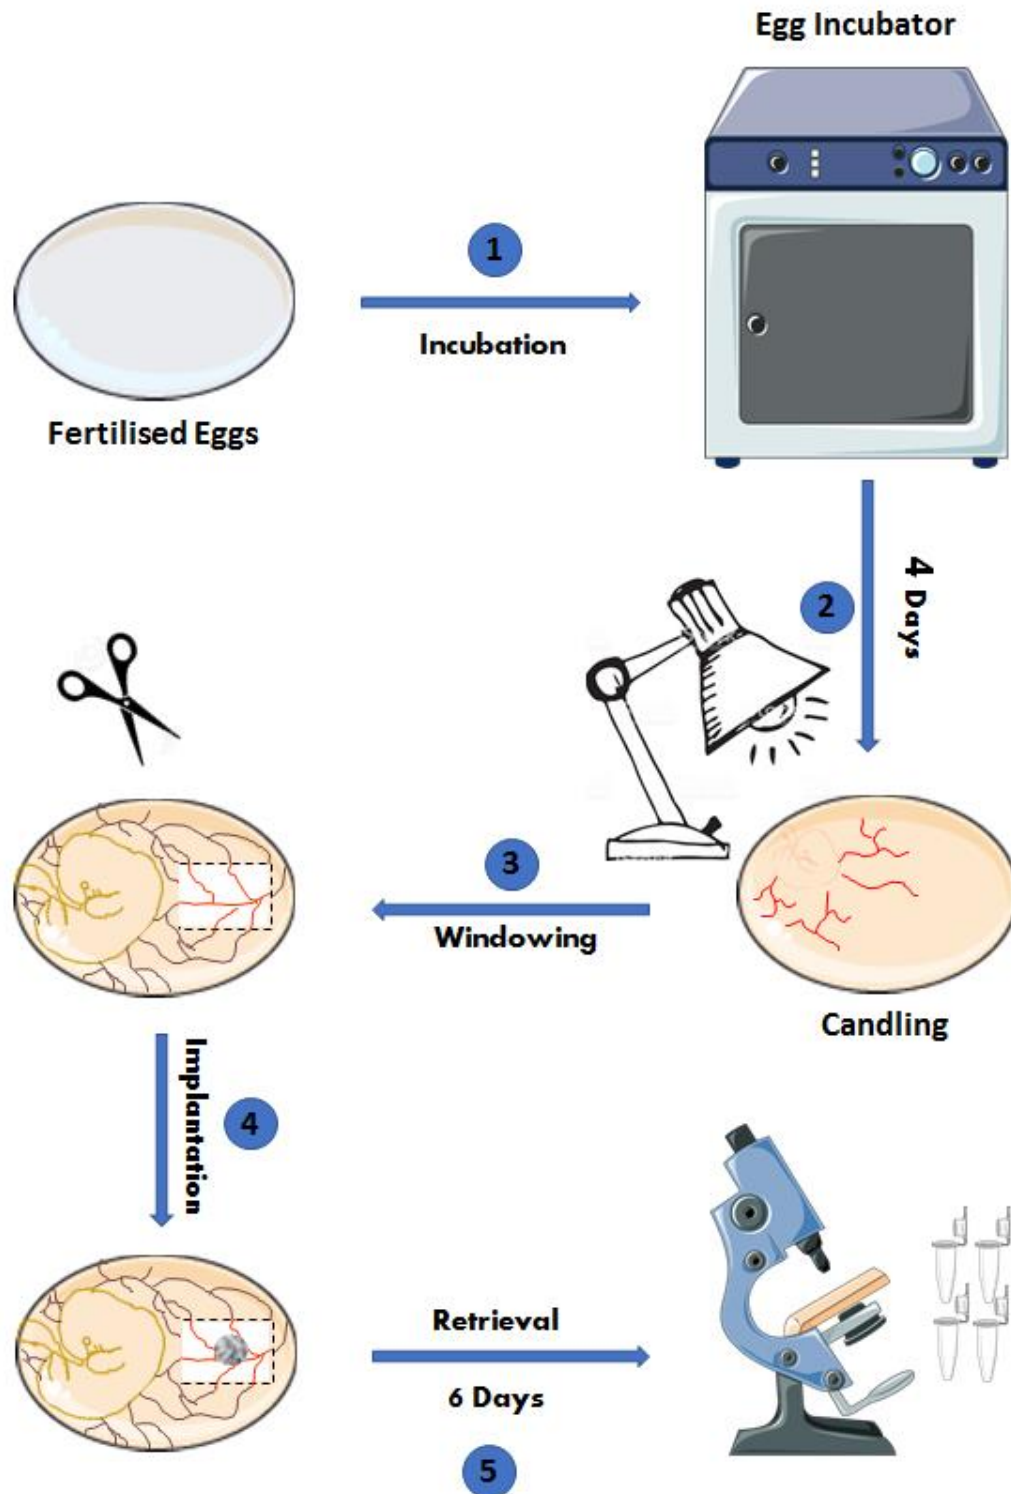 Egg Incubator
1
Incubation
Fertilised Eggs
2
4 Days
3
Windowing
Candling
Implantation
4
Retrieval
6 Days
5